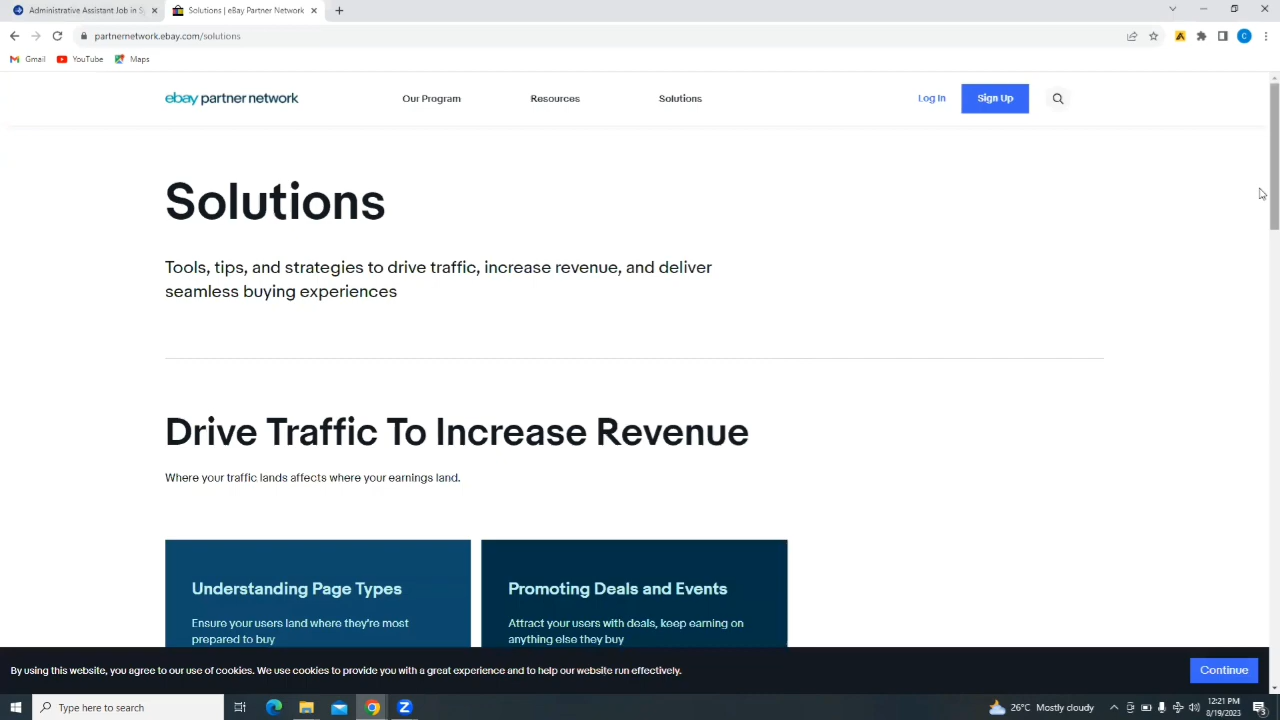 Administrative Assistant Job in S
Solutions | eBay Partner Network
partnernetwork.ebay.com/solutions
C
Gmail
YouTube
Maps
ebay partner network
Our Program
Resources
Solutions
Log In
Sign Up
Solutions
Tools, tips, and strategies to drive traffic, increase revenue, and deliver
seamless buying experiences
Drive Traffic To Increase Revenue
Where your traffic lands affects where your earnings land.
Understanding Page Types
Ensure your users land where they're most
prepared to buy
Promoting Deals and Events
Attract your users with deals, keep earning on
anything else they buy
By using this website, you agree to our use of cookies. We use cookies to provide you with a great experience and to help our website run effectively.
Continue
Type here to search
Z
26°C Mostly cloudy
12:21 PM
8/19/2023
3